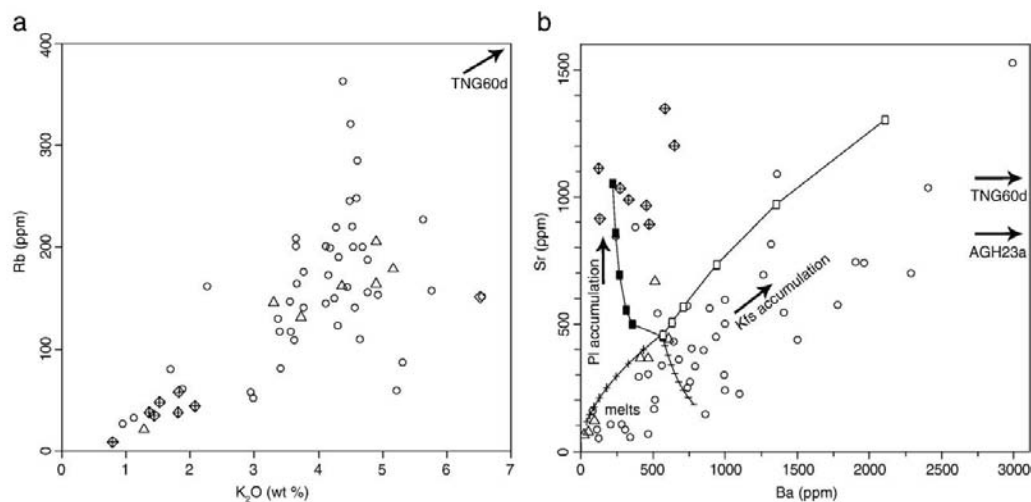 a
400
300
200
100
0
Rb (ppm)
TNG60d
0
1
2
3
4
5
6
7
K2O (wt %)
b
1500
1000
500
0
Sr (ppm)
Pl accumulation
Kfs accumulation
melts
TNG60d
AGH23a
0
500
1000
1500
2000
2500
3000
Ba (ppm)